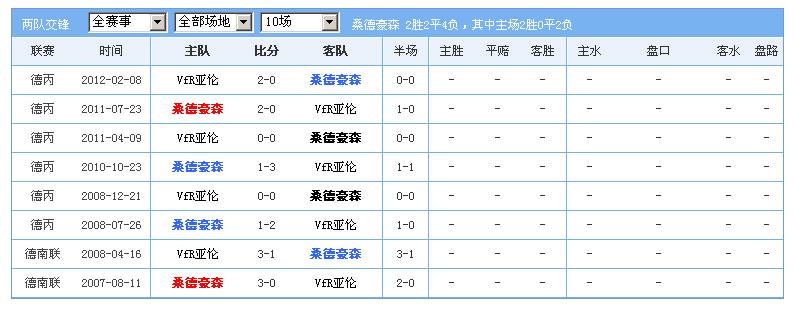 两队交锋 全赛事 全部场地 10场 桑德豪森 2胜2平4负，其中主场2胜0平2负
联赛 时间 主队 比分 客队 半场 主胜 平赔 客胜 主水 盘口 客水 盘路
德丙 2012-02-08 VfR亚伦 2-0 桑德豪森 0-0 - - - - - - -
德丙 2011-07-23 桑德豪森 2-0 VfR亚伦 1-0 - - - - - - -
德丙 2011-04-09 VfR亚伦 0-0 桑德豪森 0-0 - - - - - - -
德丙 2010-10-23 桑德豪森 1-3 VfR亚伦 1-1 - - - - - - -
德丙 2008-12-21 VfR亚伦 0-0 桑德豪森 0-0 - - - - - - -
德丙 2008-07-26 桑德豪森 1-2 VfR亚伦 1-0 - - - - - - -
德南联 2008-04-16 VfR亚伦 3-1 桑德豪森 3-1 - - - - - - -
德南联 2007-08-11 桑德豪森 3-0 VfR亚伦 2-0 - - - - - - -